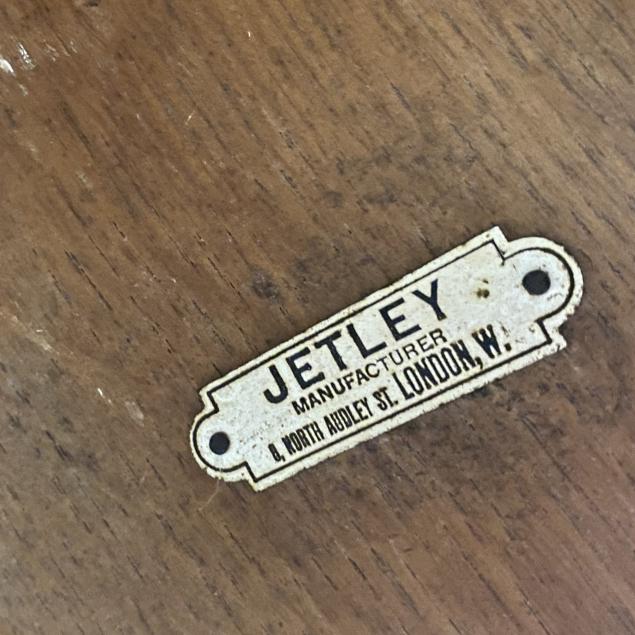 JETLEY
MANUFACTURER
8, NORTH AUDLEY ST. LONDON, W.